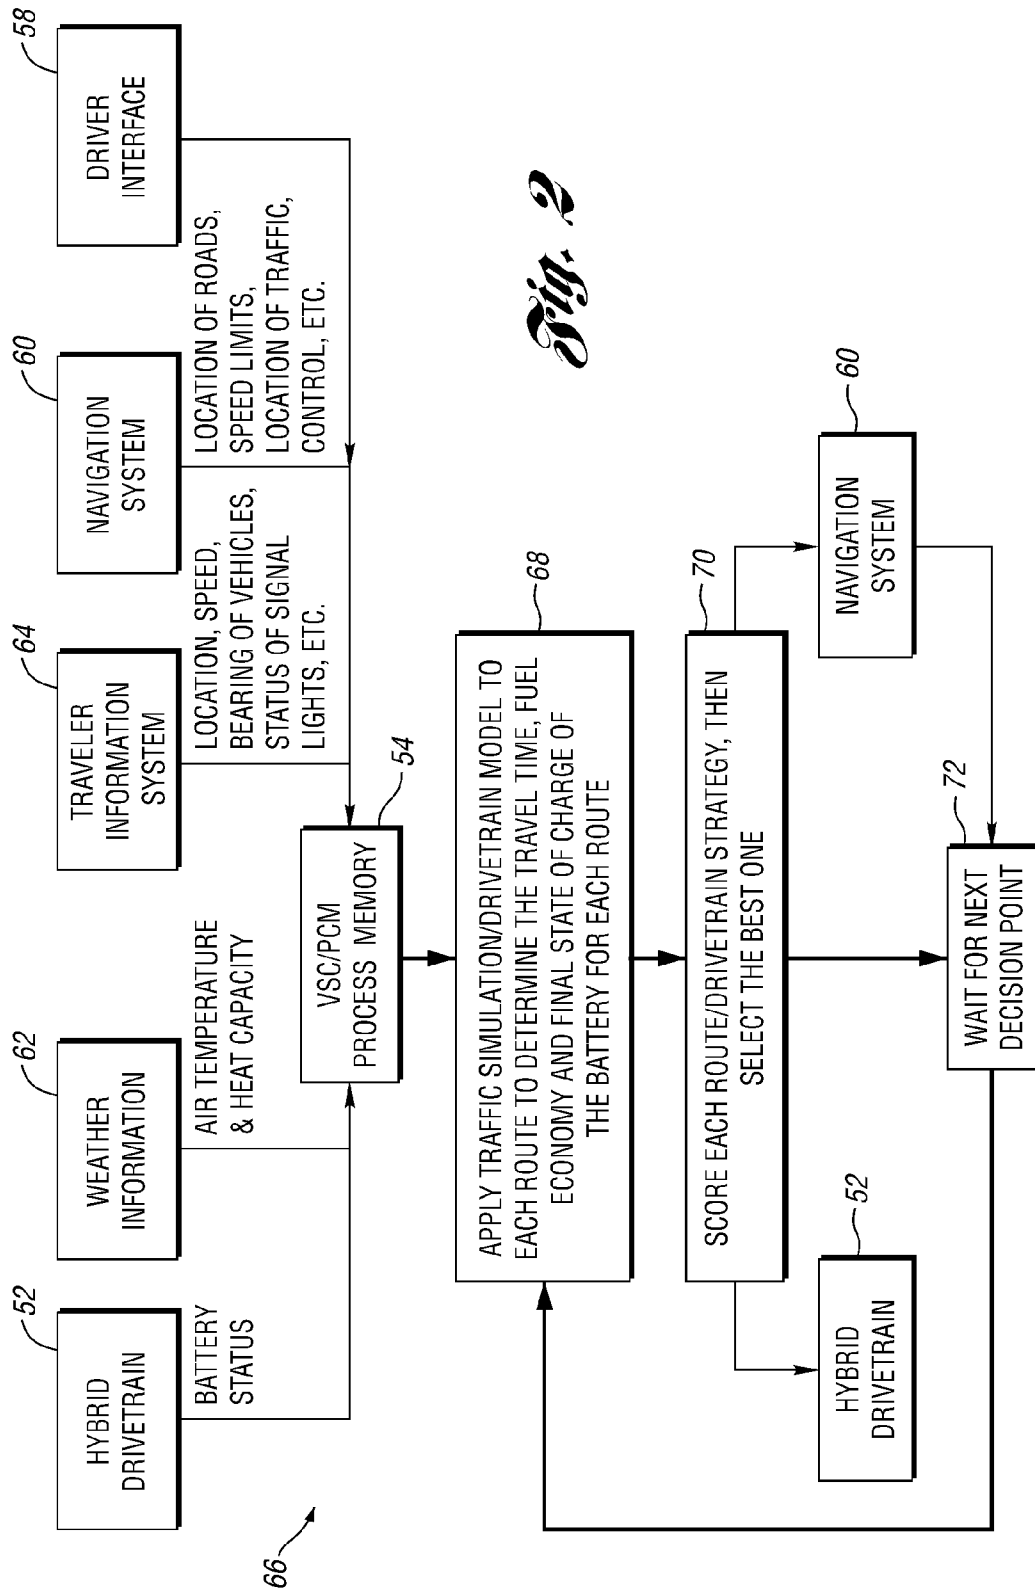 66
52
HYBRID
DRIVETRAIN
BATTERY
STATUS
62
WEATHER
INFORMATION
AIR TEMPERATURE
& HEAT CAPACITY
64
TRAVELER
INFORMATION
SYSTEM
LOCATION, SPEED,
BEARING OF VEHICLES,
STATUS OF SIGNAL
LIGHTS, ETC.
60
NAVIGATION
SYSTEM
LOCATION OF ROADS,
SPEED LIMITS,
LOCATION OF TRAFFIC,
CONTROL, ETC.
58
DRIVER
INTERFACE
54
VSC/PCM
PROCESS MEMORY
68
APPLY TRAFFIC SIMULATION/DRIVETRAIN MODEL TO
EACH ROUTE TO DETERMINE THE TRAVEL TIME, FUEL
ECONOMY AND FINAL STATE OF CHARGE OF
THE BATTERY FOR EACH ROUTE
70
SCORE EACH ROUTE/DRIVETRAIN STRATEGY, THEN
SELECT THE BEST ONE
52
HYBRID
DRIVETRAIN
60
NAVIGATION
SYSTEM
72
WAIT FOR NEXT
DECISION POINT
Fig. 2